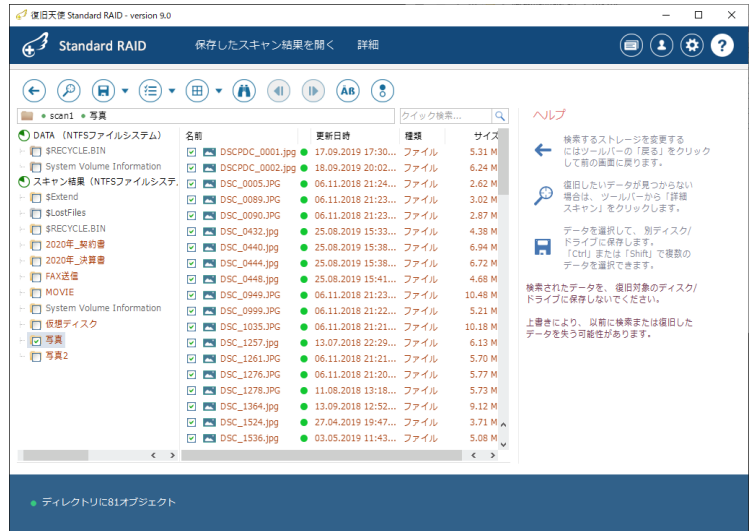 復旧天使 Standard RAID - version 9.0
Standard RAID
保存したスキャン結果を開く
詳細
scan1
写真
クイック検索...
DATA （NTFSファイルシステム）
$RECYCLE.BIN
System Volume Information
スキャン結果（NTFSファイルシステ.
$Extend
$LostFiles
$RECYCLE.BIN
2020年_契約書
2020年_決算書
FAX送信
MOVIE
System Volume Information
仮想ディスク
写真
写真2
名前 更新日時 種類 サイズ
DSCPDC_0001.jpg 17.09.2019 17:30... ファイル 5.31 M
DSCPDC_0002.jpg 18.09.2019 20:02... ファイル 6.24 M
DSC_0005.JPG 06.11.2018 21:24... ファイル 2.62 M
DSC_0089.JPG 06.11.2018 21:23... ファイル 3.02 M
DSC_0090.JPG 06.11.2018 21:23... ファイル 2.87 M
DSC_0432.jpg 25.08.2019 15:33... ファイル 4.38 M
DSC_0440.jpg 25.08.2019 15:38... ファイル 6.94 M
DSC_0444.jpg 25.08.2019 15:38... ファイル 6.72 M
DSC_0448.jpg 25.08.2019 15:41... ファイル 4.68 M
DSC_0949.JPG 06.11.2018 21:23... ファイル 10.48 M
DSC_0999.JPG 06.11.2018 21:22... ファイル 5.21 M
DSC_1035.JPG 06.11.2018 21:21... ファイル 10.18 M
DSC_1257.jpg 13.07.2018 22:29... ファイル 6.13 M
DSC_1261.JPG 06.11.2018 21:21... ファイル 5.70 M
DSC_1276.JPG 06.11.2018 21:20... ファイル 5.77 M
DSC_1278.JPG 11.08.2018 13:18... ファイル 5.73 M
DSC_1364.jpg 13.09.2018 12:52... ファイル 9.12 M
DSC_1524.jpg 27.04.2019 19:47... ファイル 3.71 M
DSC_1536.jpg 03.05.2019 11:43... ファイル 5.08 M
ヘルプ
検索するストレージを変更する
にはツールバーの「戻る」をクリック
して前の画面に戻ります。
復旧したいデータが見つからない
場合は、 ツールバーから「詳細
スキャン」をクリックします。
データを選択して、 別ディスク/
ドライブに保存します。
「Ctrl」または「Shift」で複数の
データを選択できます。
検索されたデータを、 復旧対象のディスク/
ドライブに保存しないでください。
上書きにより、 以前に検索または復旧した
データを失う可能性があります。
ディレクトリに81オブジェクト